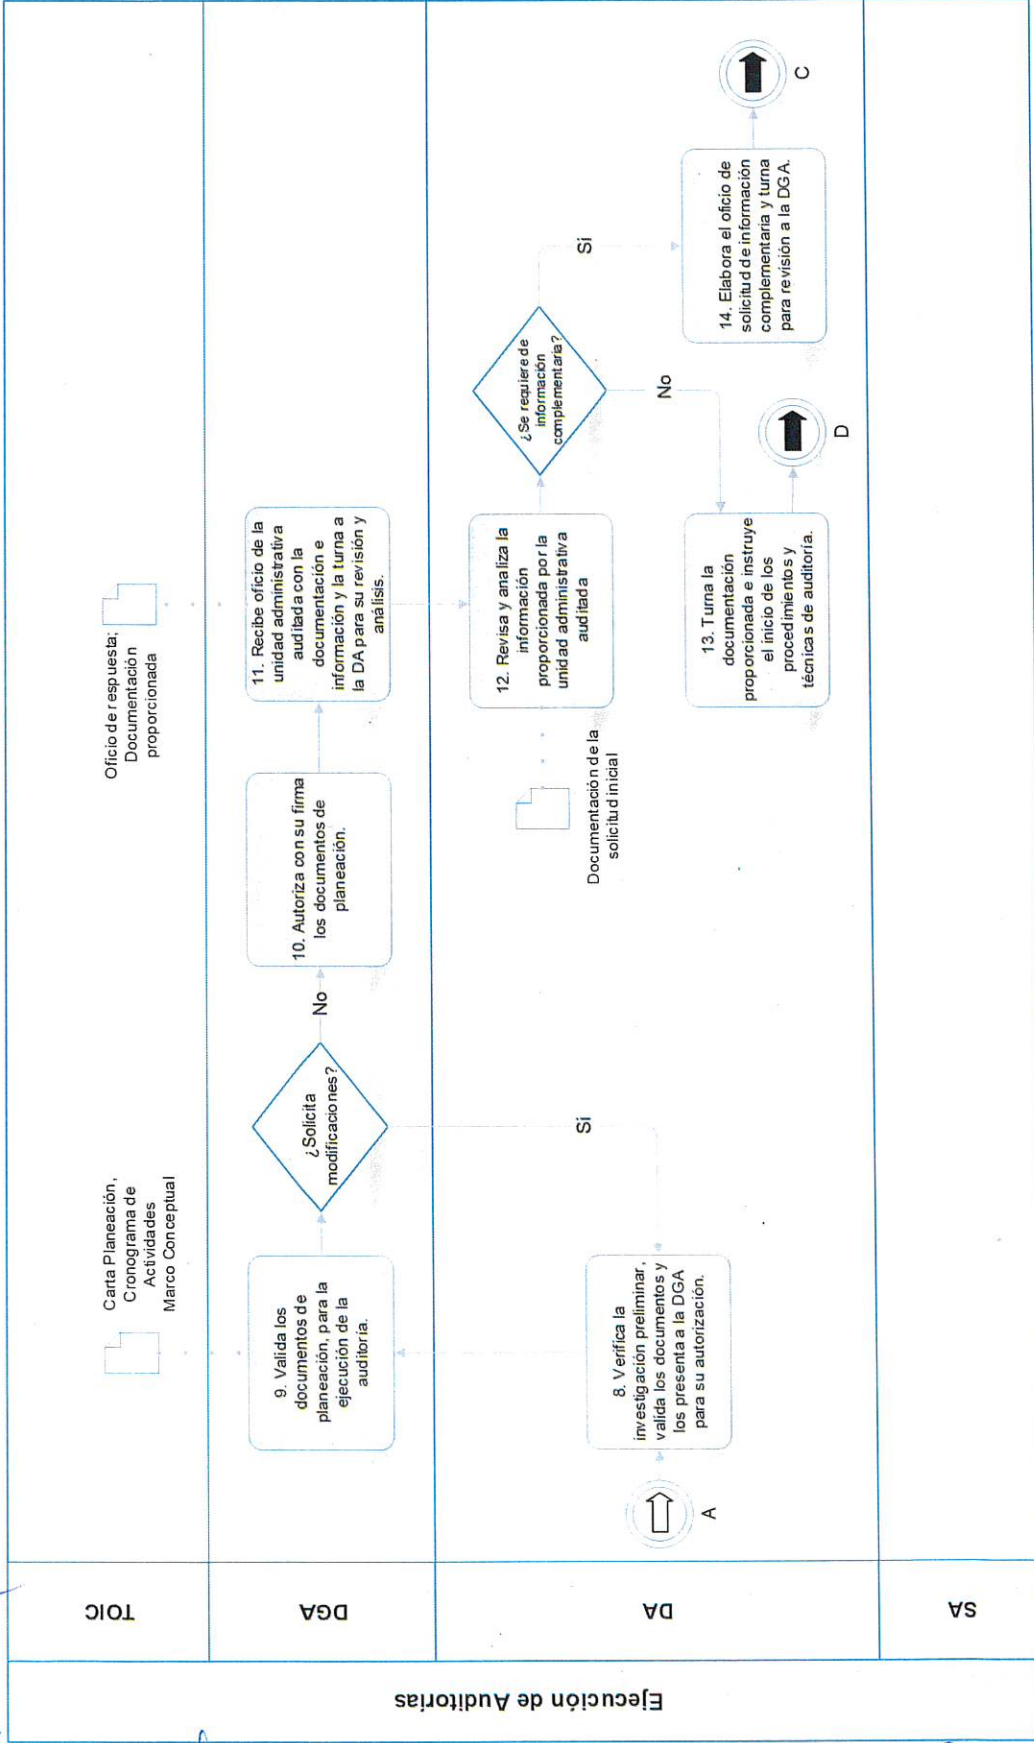 Ejecución de Auditorias
TOIC
DGA
DA
SA
Carta Planeación,
Cronograma de
Actividades
Marco Conceptual
Oficio de respuesta;
Documentación
proporcionada
9. Valida los
documentos de
planeación, para la
ejecución de la
auditoría.
¿Solicita
modificaciones?
No
10. Autoriza con su firma
los documentos de
planeación.
11. Recibe oficio de la
unidad administrativa
auditada con la
documentación e
información y la turna a
la DA para su revisión y
análisis.
Si
A
8. Verifica la
investigación preliminar,
valida los documentos y
los presenta a la DGA
para su autorización.
Documentación de la
solicitud inicial
12. Revisa y analiza la
información
proporcionada por la
unidad administrativa
auditada
¿Se requiere de
información
complementaria?
Si
No
13. Turna la
documentación
proporcionada e instruye
el inicio de los
procedimientos y
técnicas de auditoría.
D
14. Elabora el oficio de
solicitud de información
complementaria y turna
para revisión a la DGA.
C